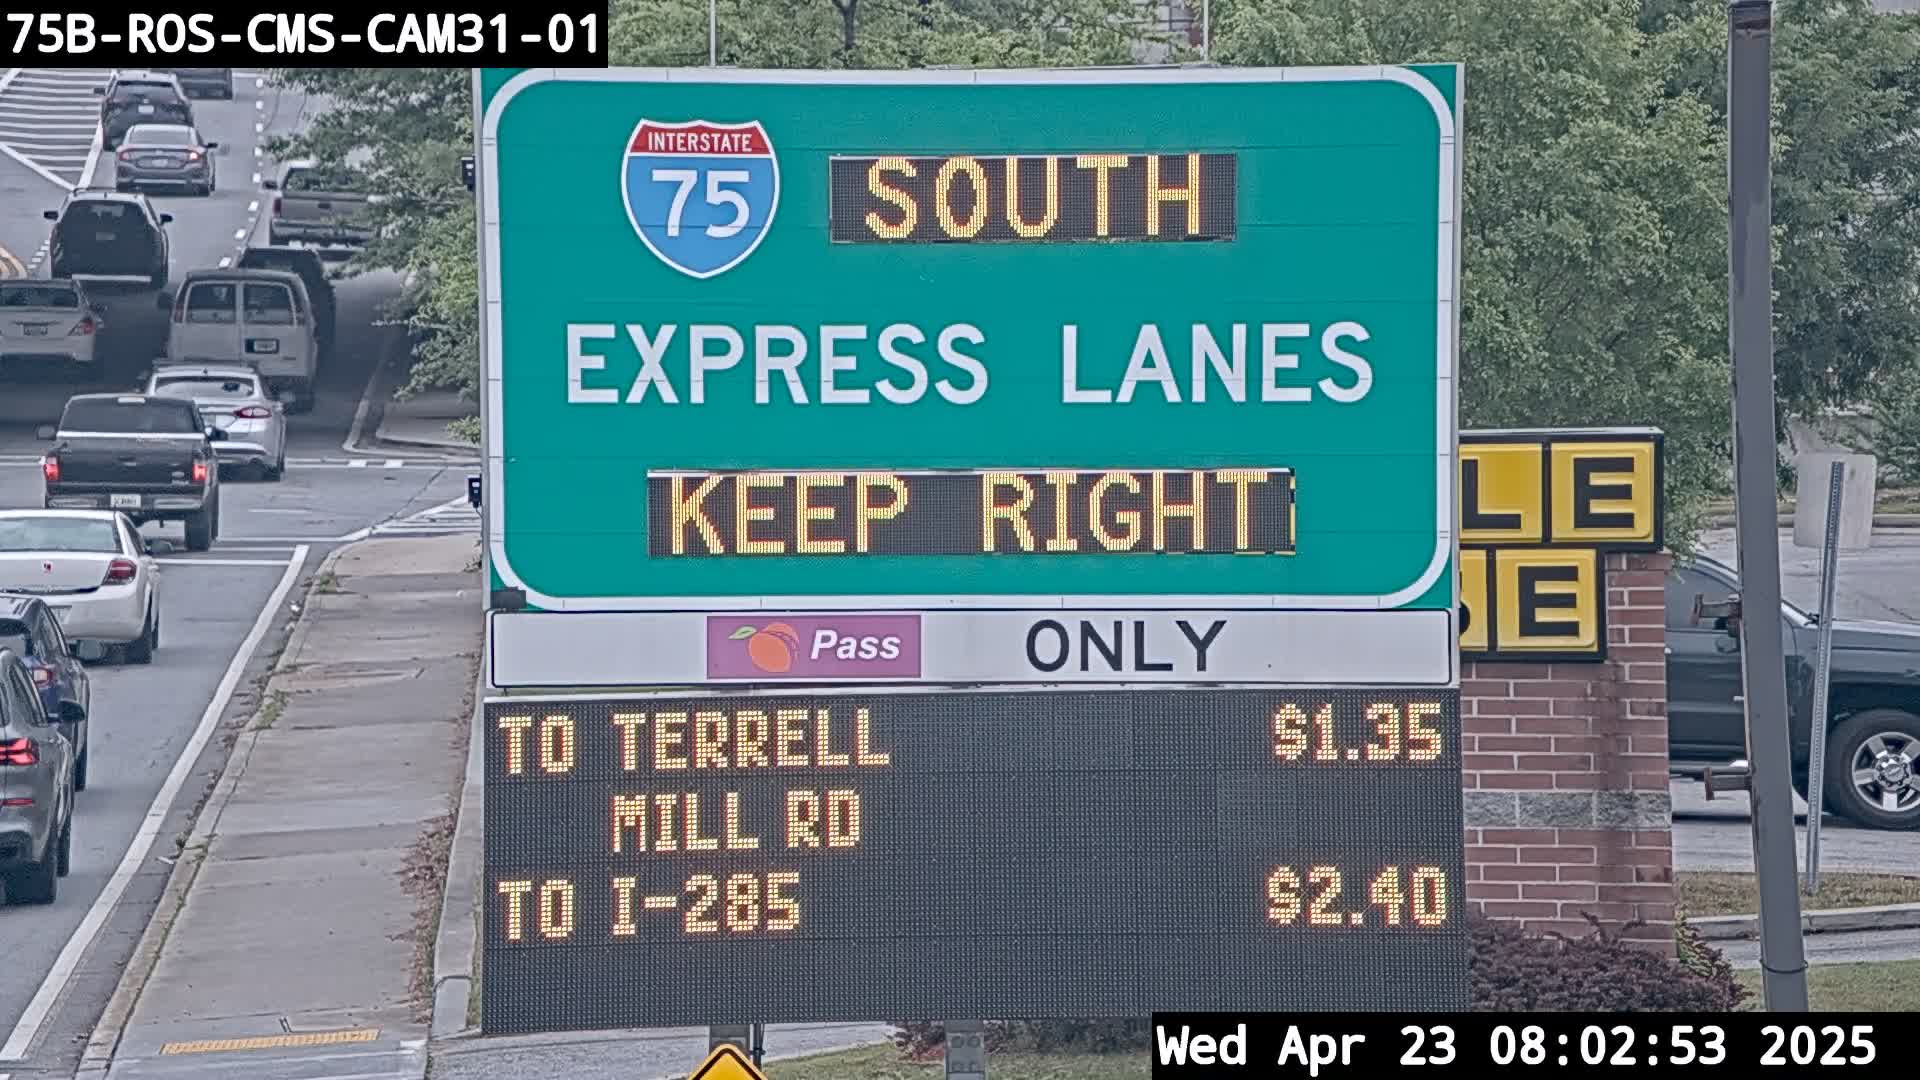 75B-ROS-CMS-CAM31-01
INTERSTATE
75
SOUTH
EXPRESS LANES
KEEP RIGHT
Pass ONLY
TO TERRELL $1.35
MILL RD
TO I-285 $2.40
LE
E
Wed Apr 23 08:02:53 2025